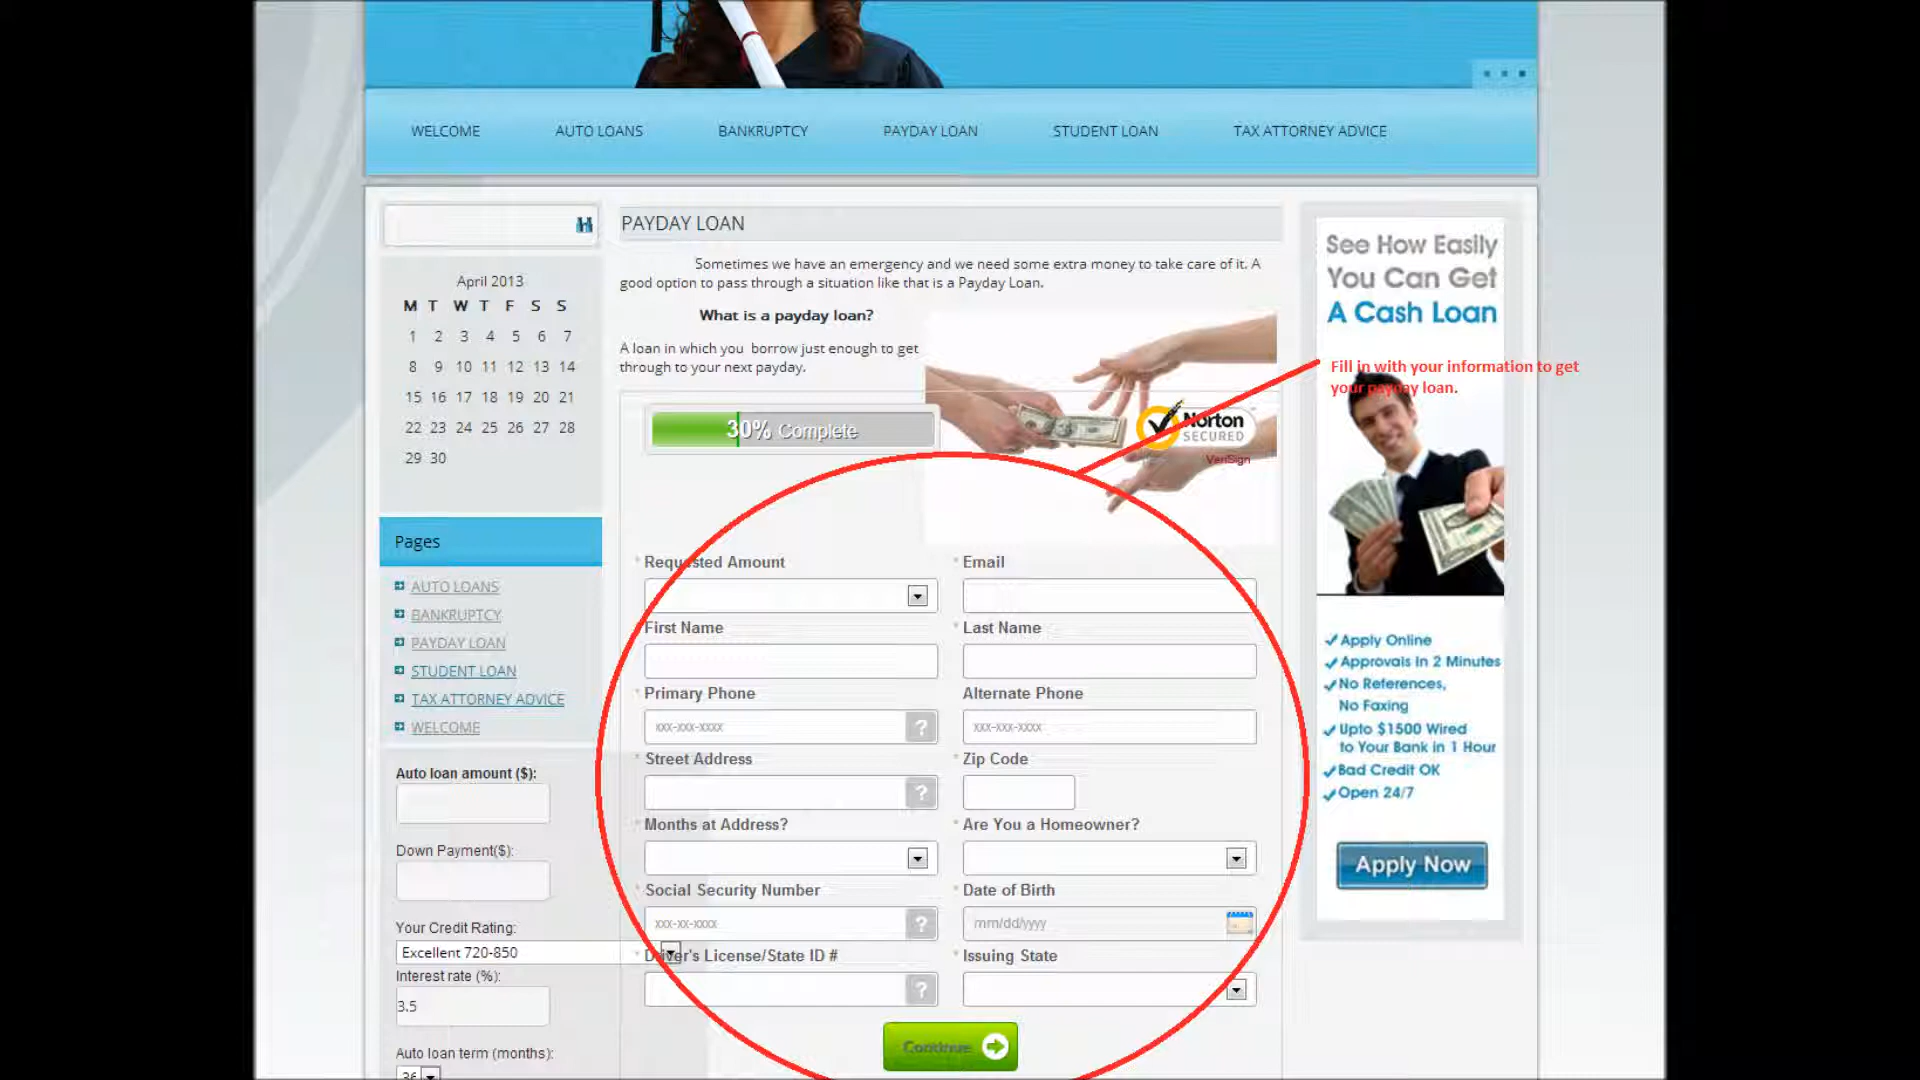 WELCOME
AUTO LOANS
BANKRUPTCY
PAYDAY LOAN
STUDENT LOAN
TAX ATTORNEY ADVICE
April 2013
M T W T F S S
1 2 3 4 5 6 7
8 9 10 11 12 13 14
15 16 17 18 19 20 21
22 23 24 25 26 27 28
29 30
Pages
AUTO LOANS
BANKRUPTCY
PAYDAY LOAN
STUDENT LOAN
TAX ATTORNEY ADVICE
WELCOME
Auto loan amount ($):
Down Payment($):
Your Credit Rating:
Excellent 720-850
Interest rate (%):
3.5
Auto loan term (months):
36
PAYDAY LOAN
Sometimes we have an emergency and we need some extra money to take care of it. A
good option to pass through a situation like that is a Payday Loan.
What is a payday loan?
A loan in which you borrow just enough to get
through to your next payday.
30% Complete
Norton
SECURED
VeriSign
* Requested Amount
* Email
* First Name
* Last Name
* Primary Phone
Alternate Phone
xxx-xxx-xxxx
?
xxx-xxx-xxxx
* Street Address
* Zip Code
?
* Months at Address?
* Are You a Homeowner?
* Social Security Number
* Date of Birth
xxx-xx-xxxx
?
mm/dd/yyyy
* Driver's License/State ID #
* Issuing State
?
Continue
See How Easily
You Can Get
A Cash Loan
Fill in with your information to get
your payday loan.
Apply Online
Approvals In 2 Minutes
No References,
No Faxing
Upto $1500 Wired
to Your Bank in 1 Hour
Bad Credit OK
Open 24/7
Apply Now